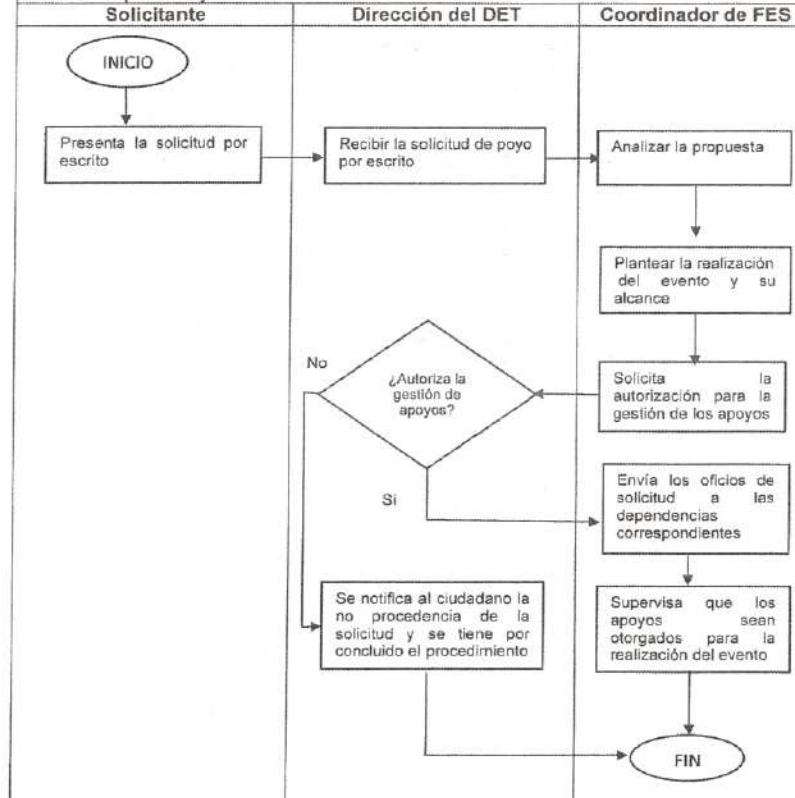 Solicitante
Dirección del DET
Coordinador de FES
INICIO
Presenta la solicitud por
escrito
Recibir la solicitud de poyo
por escrito
Analizar la propuesta
Plantear la realización
del evento y su
alcance
Solicita la
autorización para la
gestión de los apoyos
¿Autoriza la
gestión de
apoyos?
No
Si
Envía los oficios de
solicitud a las
dependencias
correspondientes
Se notifica al ciudadano la
no procedencia de la
solicitud y se tiene por
concluido el procedimiento
Supervisa que los
apoyos sean
otorgados para la
realización del evento
FIN